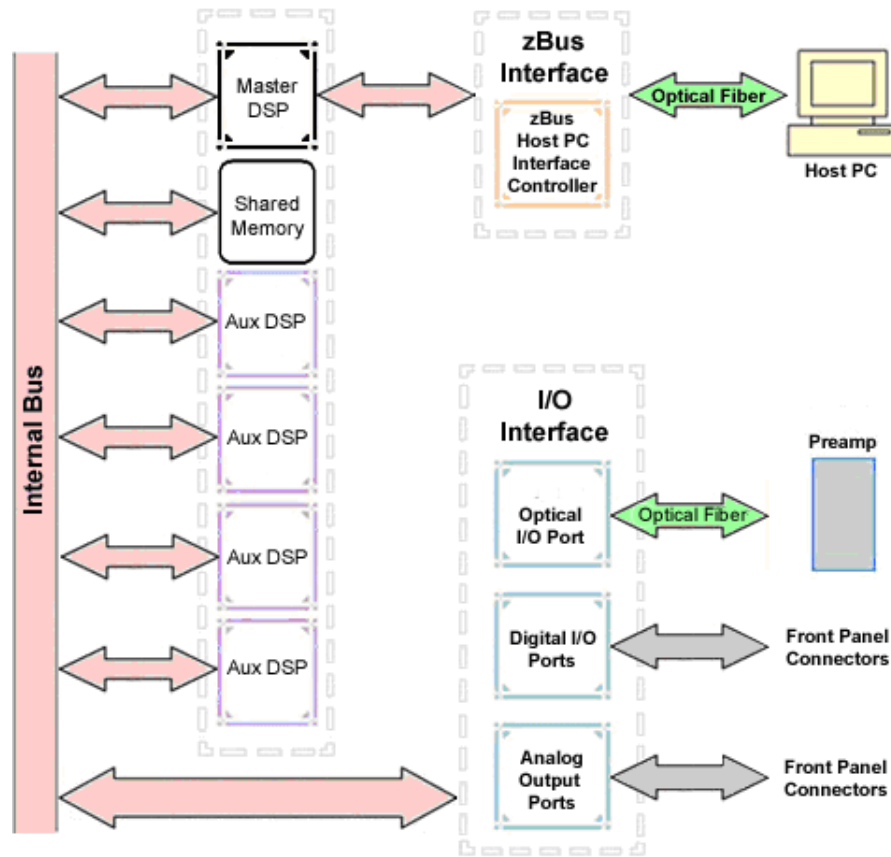 zBus
Interface
Master
DSP
zBus
Host PC
Interface
Controller
Optical Fiber
Host PC
Shared
Memory
Aux DSP
Aux DSP
Aux DSP
Aux DSP
Internal Bus
I/O
Interface
Preamp
Optical
I/O Port
Optical Fiber
Digital I/O
Ports
Front Panel
Connectors
Analog
Output
Ports
Front Panel
Connectors